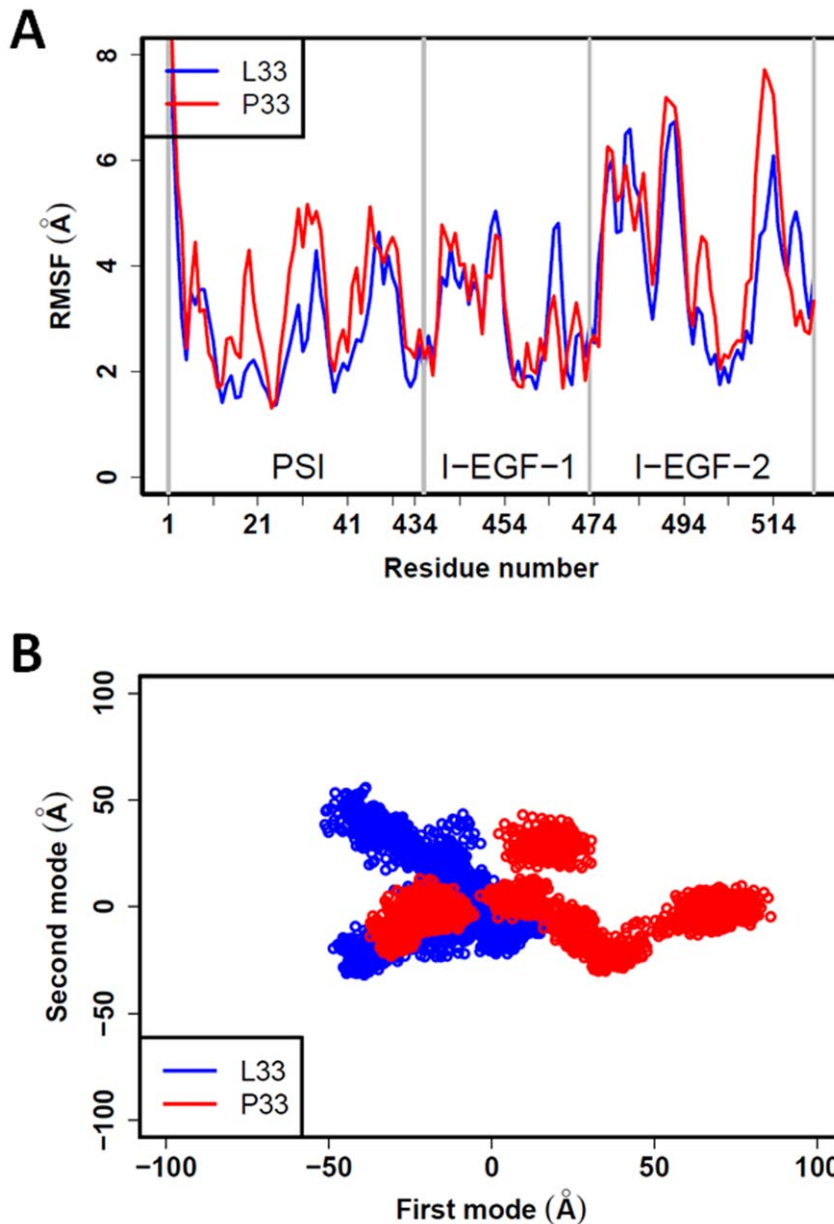 A
L33
P33
RMSF (Å)
8
6
4
2
0
PSI
I−EGF−1
I−EGF−2
1
21
41
434
454
474
494
514
Residue number
B
Second mode (Å)
100
50
0
−50
−100
L33
P33
−100
−50
0
50
100
First mode (Å)